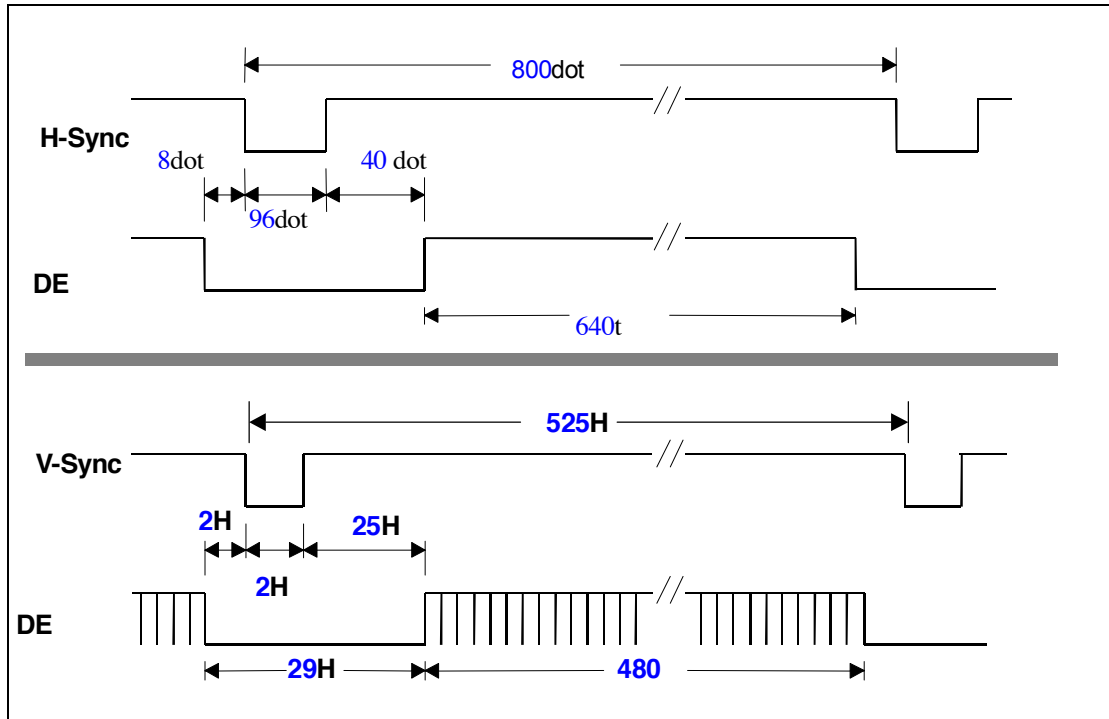 800dot
H-Sync
8dot
40 dot
96dot
DE
640t
525H
V-Sync
2H
25H
2H
DE
29H
480